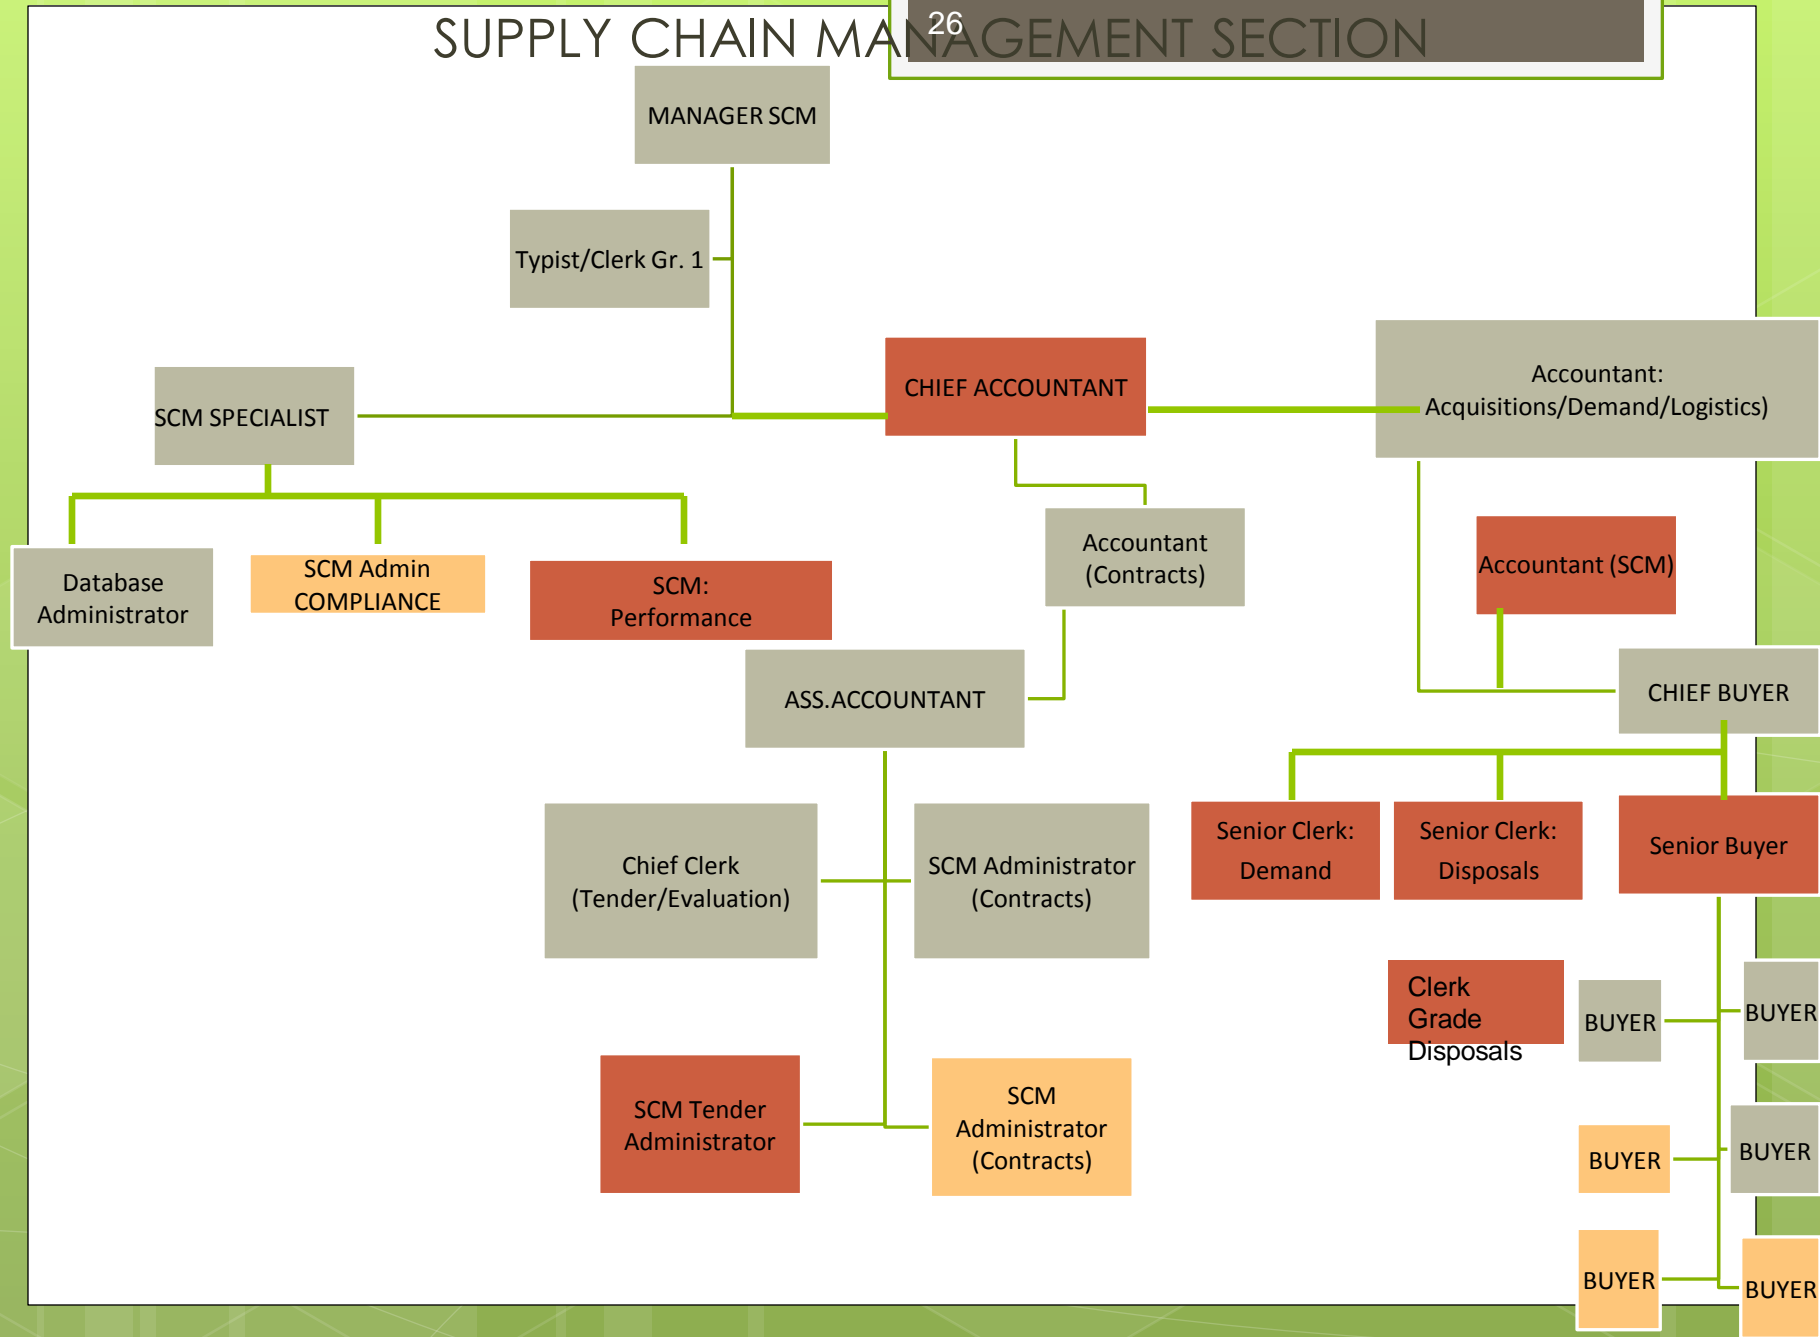 26
SUPPLY CHAIN MANAGEMENT SECTION
MANAGER SCM
Typist/Clerk Gr. 1
CHIEF ACCOUNTANT
Accountant:
Acquisitions/Demand/Logistics)
SCM SPECIALIST
Accountant
(Contracts)
Accountant (SCM)
Database
Administrator
SCM Admin
COMPLIANCE
SCM:
Performance
ASS.ACCOUNTANT
CHIEF BUYER
Chief Clerk
(Tender/Evaluation)
SCM Administrator
(Contracts)
Senior Clerk:
Demand
Senior Clerk:
Disposals
Senior Buyer
Clerk
Grade
Disposals
BUYER
BUYER
SCM Tender
Administrator
SCM
Administrator
(Contracts)
BUYER
BUYER
BUYER
BUYER